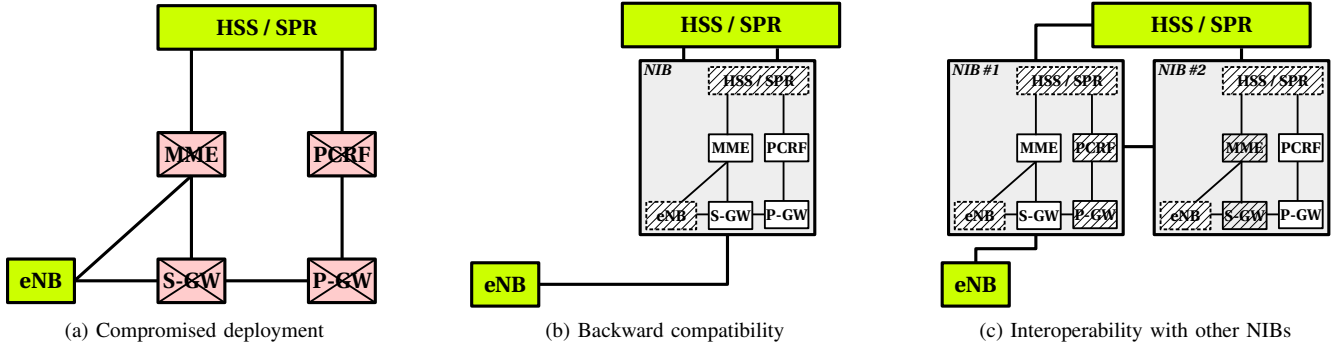 HSS / SPR
MME
PCRF
eNB
S-GW
P-GW
(a) Compromised deployment
HSS / SPR
NIB
HSS / SPR
MME
PCRF
eNB
S-GW
P-GW
eNB
(b) Backward compatibility
HSS / SPR
NIB #1
HSS / SPR
MME
PCRF
eNB
S-GW
P-GW
NIB #2
HSS / SPR
MME
PCRF
eNB
S-GW
P-GW
eNB
(c) Interoperability with other NIBs